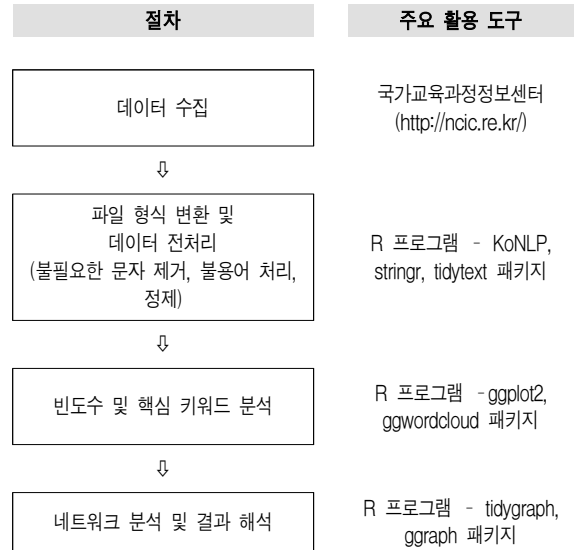 절차
주요 활용 도구
데이터 수집
국가교육과정정보센터
(http://ncic.re.kr/)
⇩
파일 형식 변환 및
데이터 전처리
(불필요한 문자 제거, 불용어 처리,
정제)
R 프로그램 - KoNLP,
stringr, tidytext 패키지
⇩
빈도수 및 핵심 키워드 분석
R 프로그램 -ggplot2,
ggwordcloud 패키지
⇩
네트워크 분석 및 결과 해석
R 프로그램 - tidygraph,
ggraph 패키지